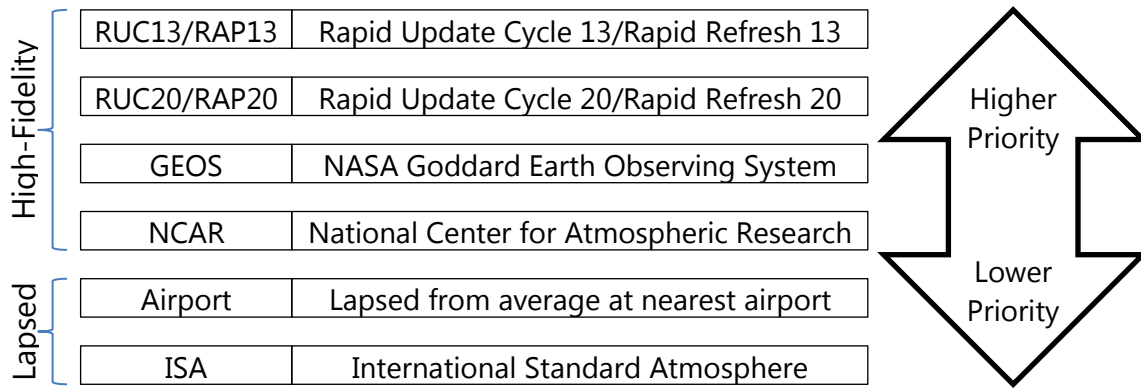 High-Fidelity
RUC13/RAP13 Rapid Update Cycle 13/Rapid Refresh 13
RUC20/RAP20 Rapid Update Cycle 20/Rapid Refresh 20
GEOS NASA Goddard Earth Observing System
NCAR National Center for Atmospheric Research
Lapsed
Airport Lapsed from average at nearest airport
ISA International Standard Atmosphere
Higher
Priority
Lower
Priority